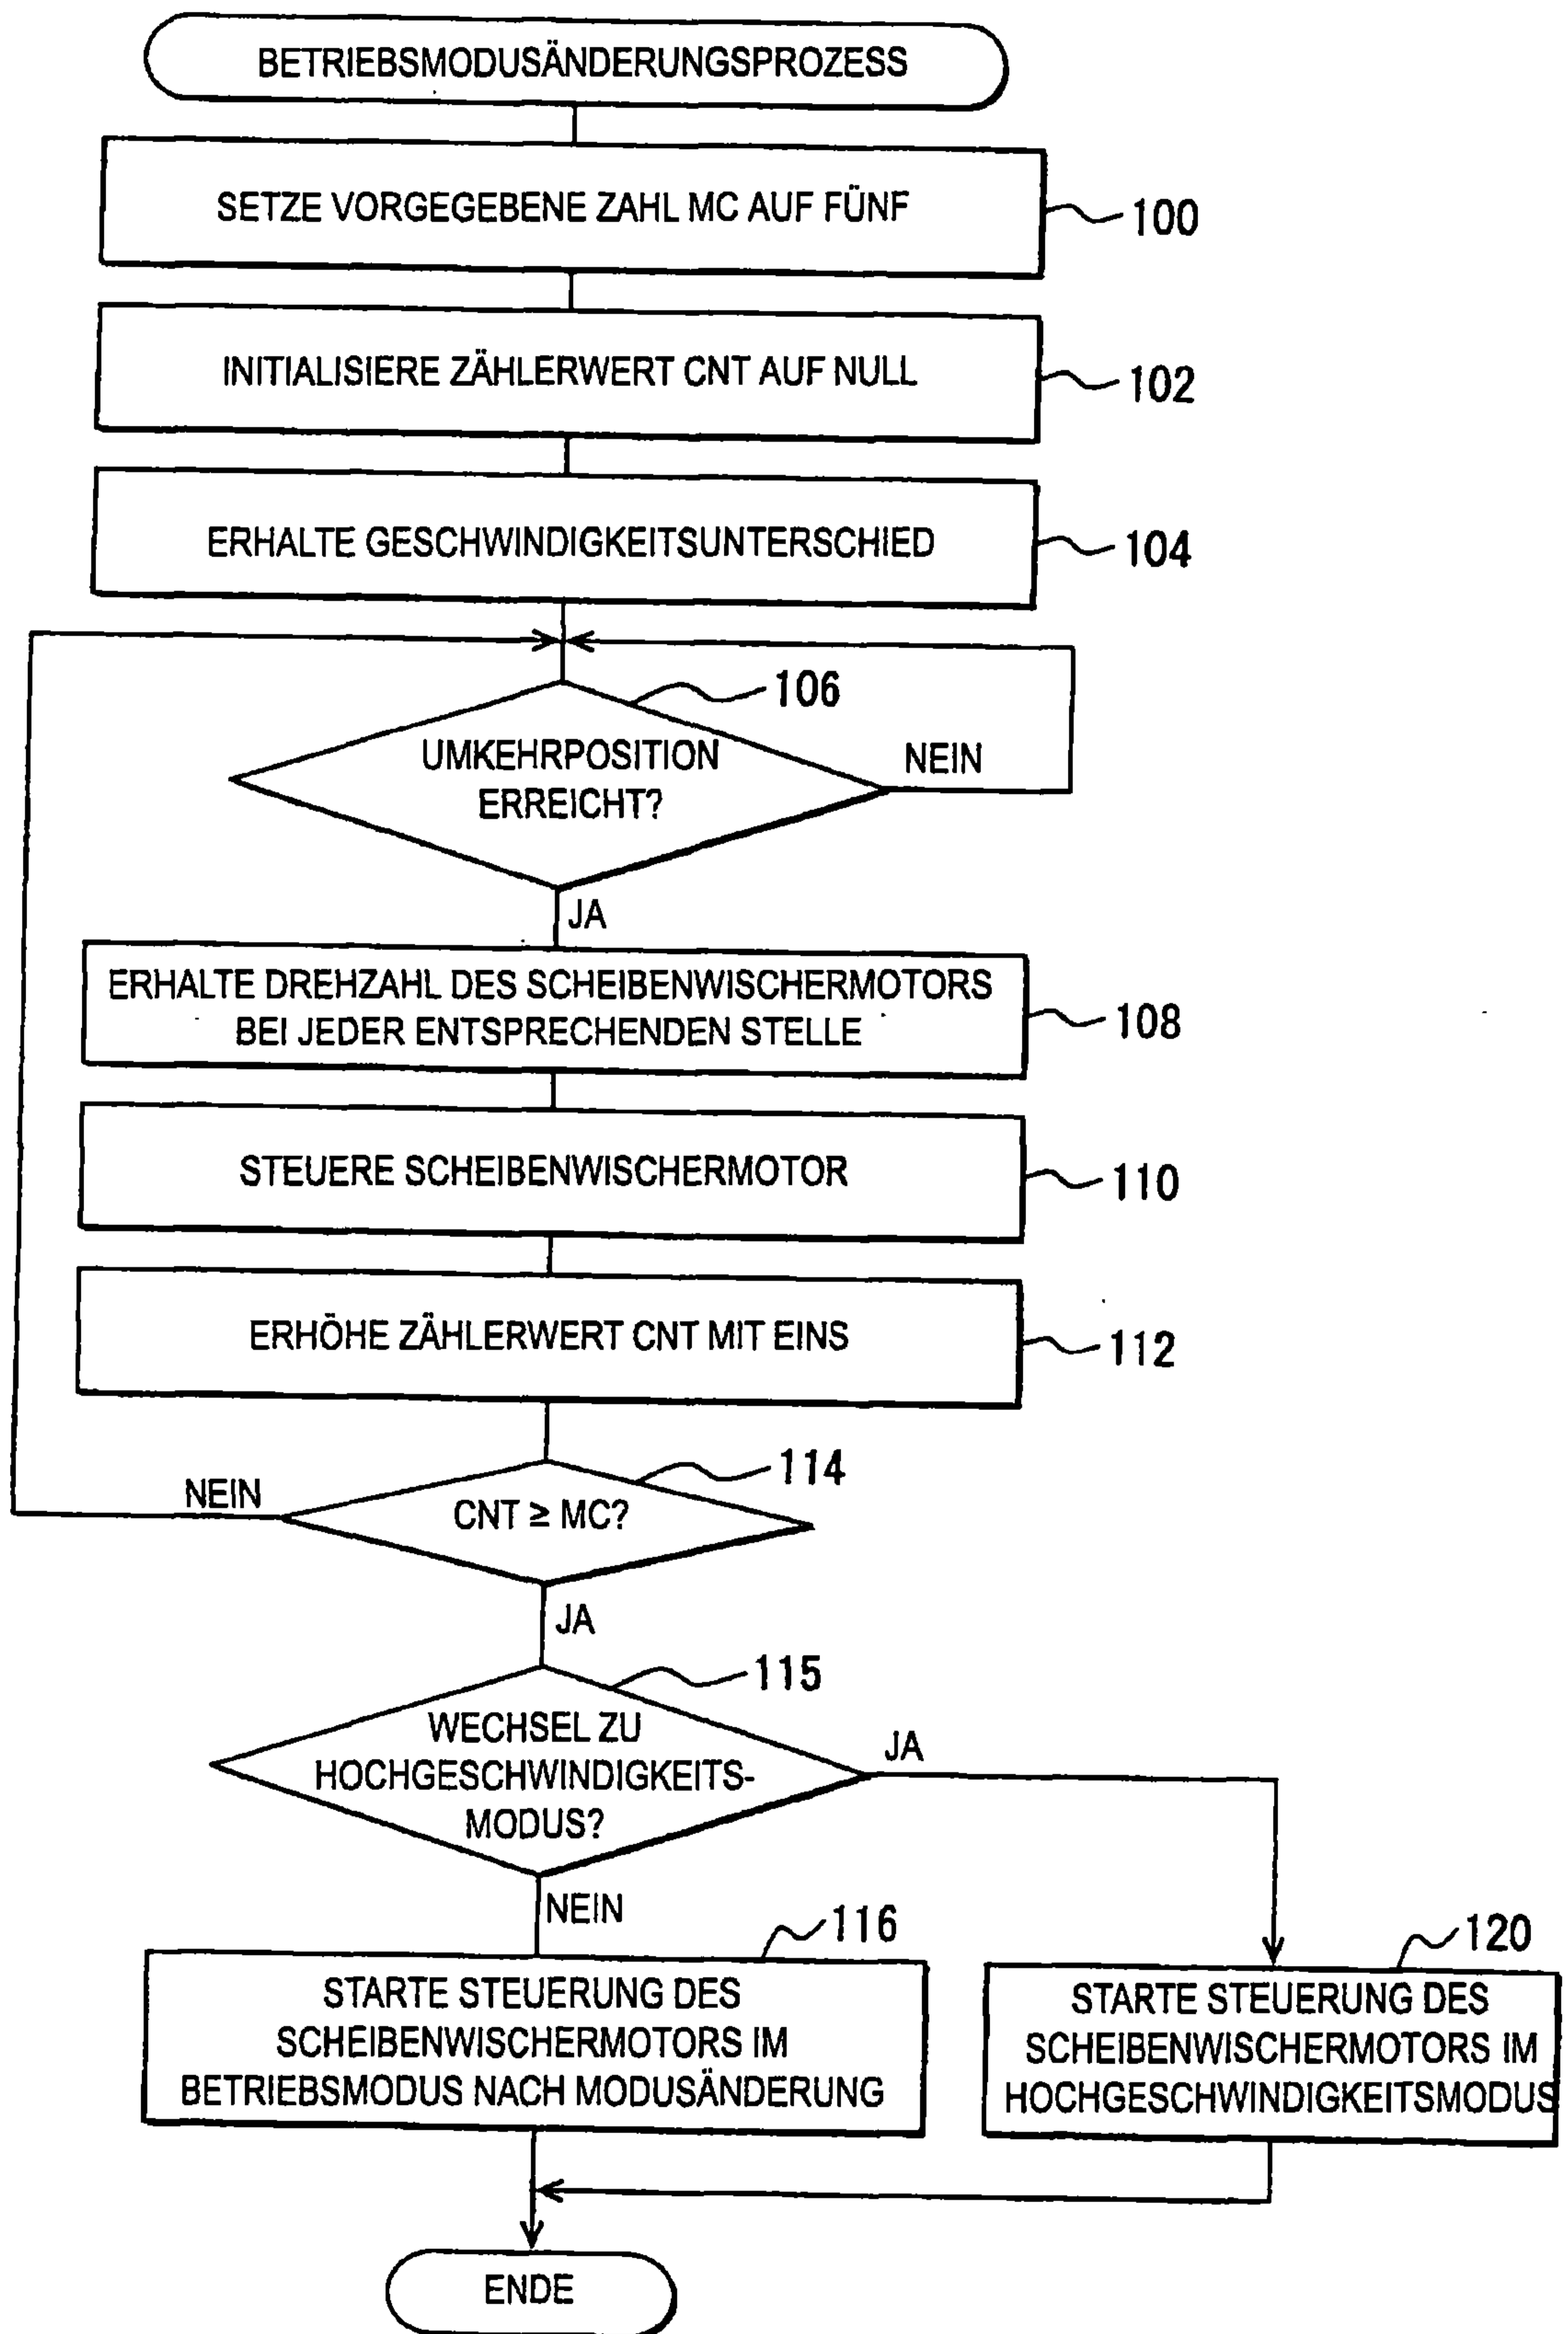 BETRIEBSMODUSÄNDERUNGSPROZESS
SETZE VORGEGEBENE ZAHL MC AUF FÜNF
100
INITIALISIERE ZÄHLERWERT CNT AUF NULL
102
ERHALTE GESCHWINDIGKEITSUNTERSCHIED
104
106
UMKEHRPOSITION
ERREICHT?
NEIN
JA
ERHALTE DREHZAHL DES SCHEIBENWISCHERMOTORS
BEI JEDER ENTSPRECHENDEN STELLE
108
STEUERE SCHEIBENWISCHERMOTOR
110
ERHÖHE ZÄHLERWERT CNT MIT EINS
112
114
NEIN
CNT ≥ MC?
JA
115
WECHSEL ZU
HOCHGESCHWINDIGKEITS-
MODUS?
JA
NEIN
116
STARTE STEUERUNG DES
SCHEIBENWISCHERMOTORS IM
BETRIEBSMODUS NACH MODUSÄNDERUNG
120
STARTE STEUERUNG DES
SCHEIBENWISCHERMOTORS IM
HOCHGESCHWINDIGKEITSMODUS
ENDE